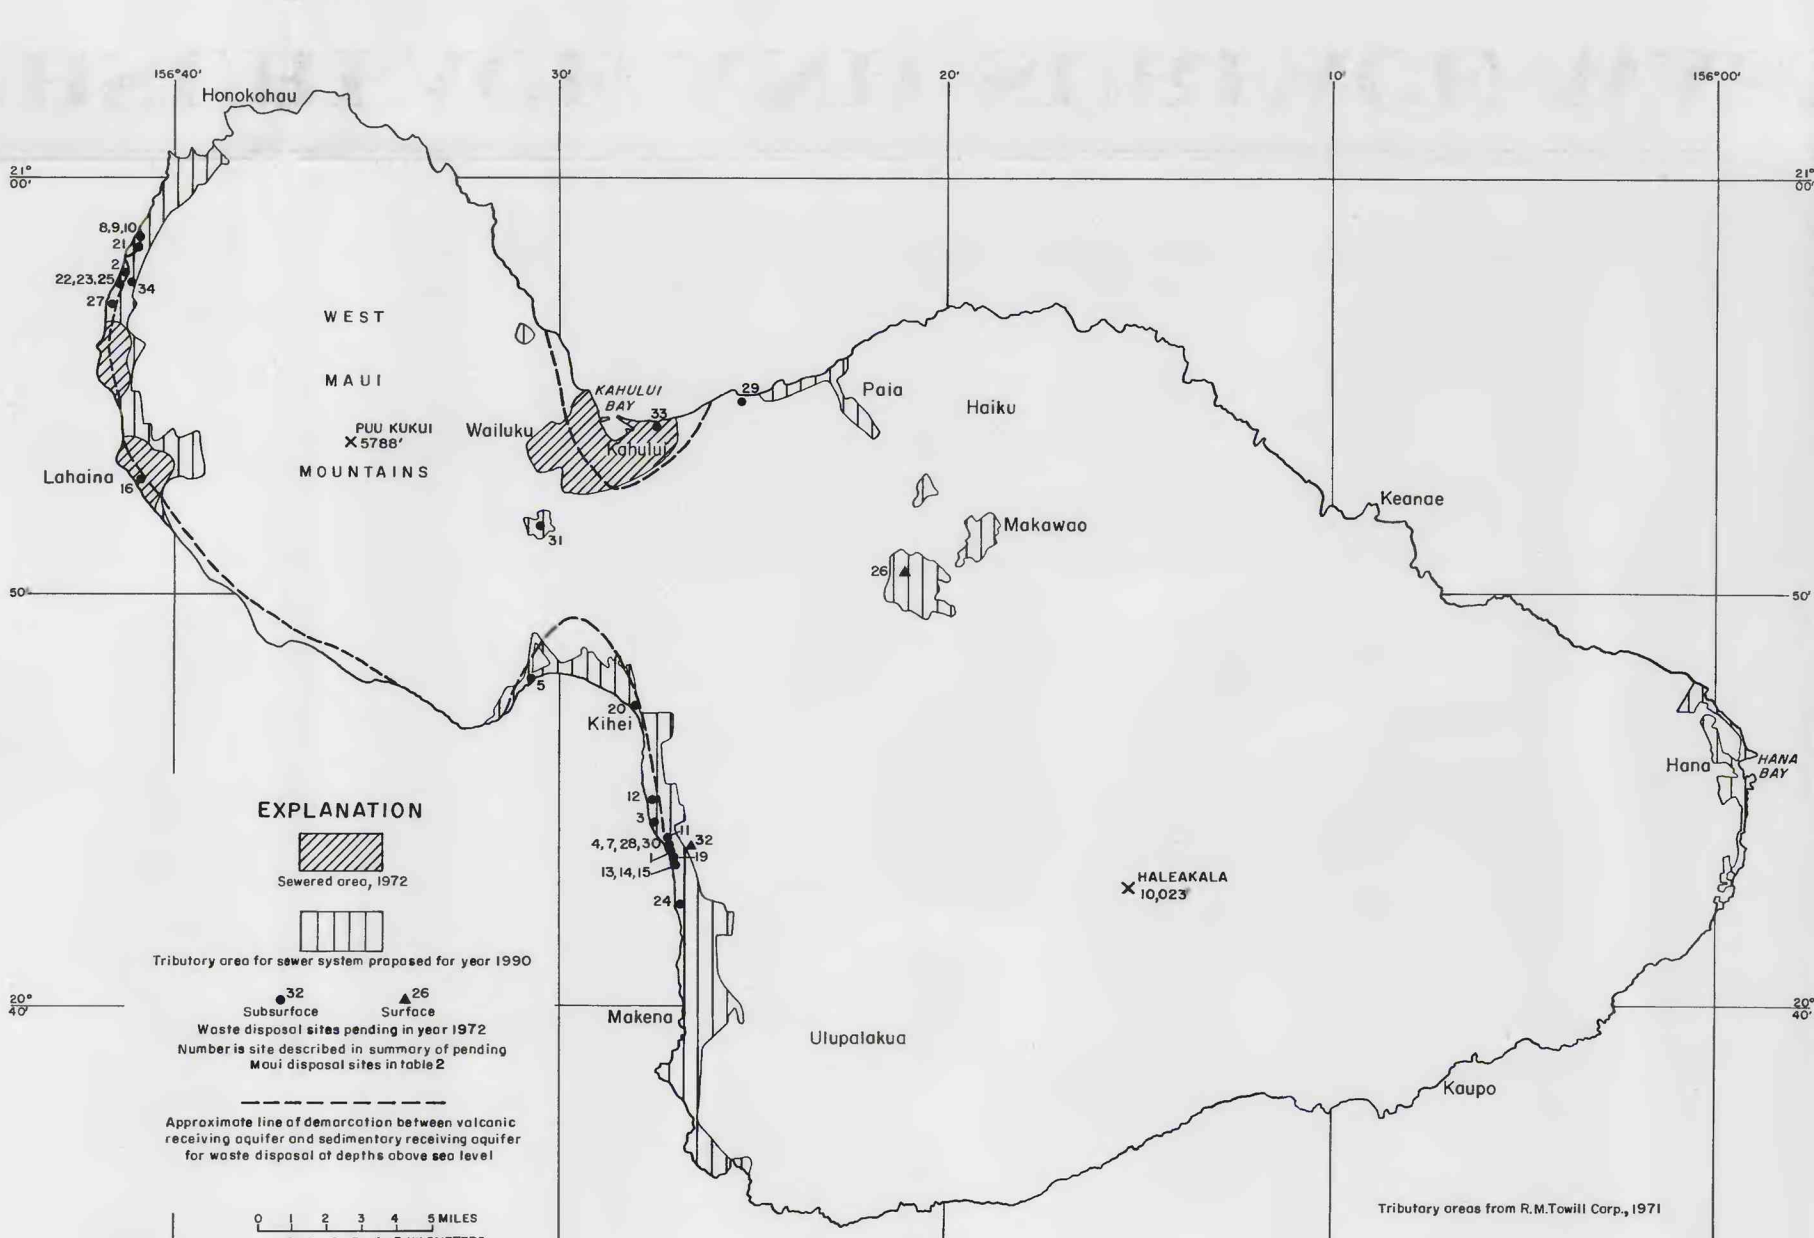 156°40'
30'
20'
10'
156°00'
Honokohau
21°
00'
21°
00'
8,9,10
21
2
22,23,25
34
27
WEST
MAUI
MOUNTAINS
PUU KUKUI
5788'
KAHULUI
BAY
29
Paia
Haiku
33
Wailuku
Kahului
Lahaina
16
Keanae
31
Makawao
26
50'
50'
5
20
Kihei
Hana
HANA
BAY
12
3
11
4,7,28,30
32
1
19
13,14,15
24
HALEAKALA
10,023'
EXPLANATION
Sewered area, 1972
Tributary area for sewer system proposed for year 1990
32
26
Subsurface
Surface
Waste disposal sites pending in year 1972
Number is site described in summary of pending
Maui disposal sites in table 2
20°
40'
20°
40'
Makena
Ulupalakua
Kaupo
Approximate line of demarcation between volcanic
receiving aquifer and sedimentary receiving aquifer
for waste disposal at depths above sea level
0 1 2 3 4 5 MILES
Tributary areas from R.M.Towill Corp., 1971